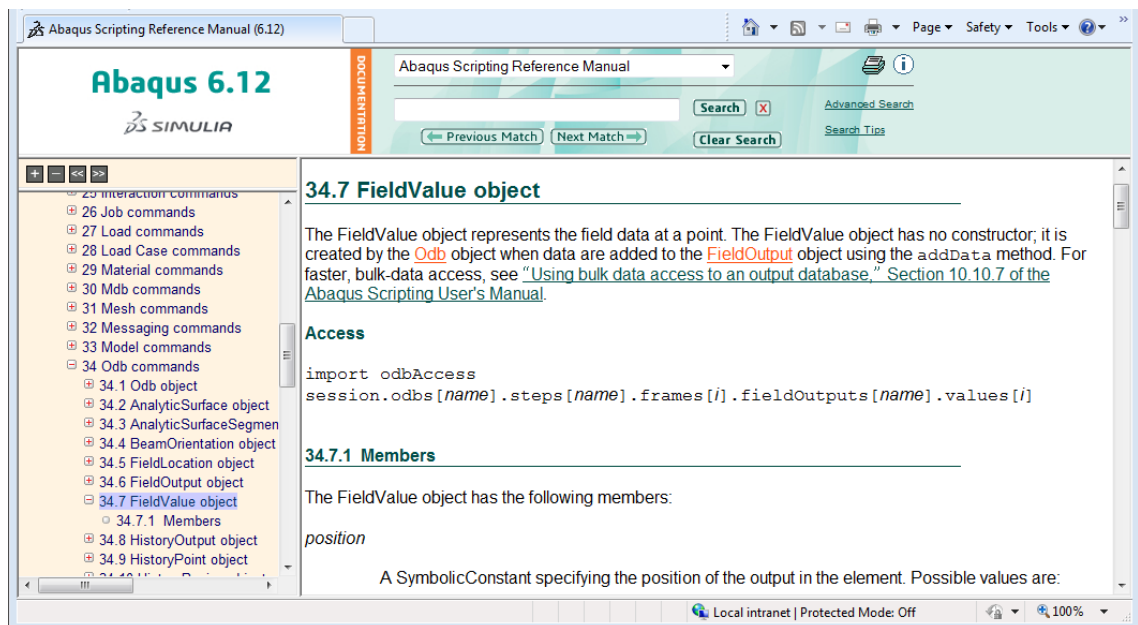 Abaqus Scripting Reference Manual (6.12)
Page Safety Tools
Abaqus 6.12
SIMULIA
DOCUMENTATION
Abaqus Scripting Reference Manual
Search X
Advanced Search
Previous Match Next Match
Clear Search
Search Tips
+ - << >>
25 Interaction commands
26 Job commands
27 Load commands
28 Load Case commands
29 Material commands
30 Mdb commands
31 Mesh commands
32 Messaging commands
33 Model commands
34 Odb commands
34.1 Odb object
34.2 AnalyticSurface object
34.3 AnalyticSurfaceSegmen
34.4 BeamOrientation object
34.5 FieldLocation object
34.6 FieldOutput object
34.7 FieldValue object
34.7.1 Members
34.8 HistoryOutput object
34.9 HistoryPoint object
34.7 FieldValue object
The FieldValue object represents the field data at a point. The FieldValue object has no constructor; it is
created by the Odb object when data are added to the FieldOutput object using the addData method. For
faster, bulk-data access, see "Using bulk data access to an output database," Section 10.10.7 of the
Abaqus Scripting User's Manual.
Access
import odbAccess
session.odbs[name].steps[name].frames[i].fieldOutputs[name].values[i]
34.7.1 Members
The FieldValue object has the following members:
position
A SymbolicConstant specifying the position of the output in the element. Possible values are:
Local intranet | Protected Mode: Off
100%